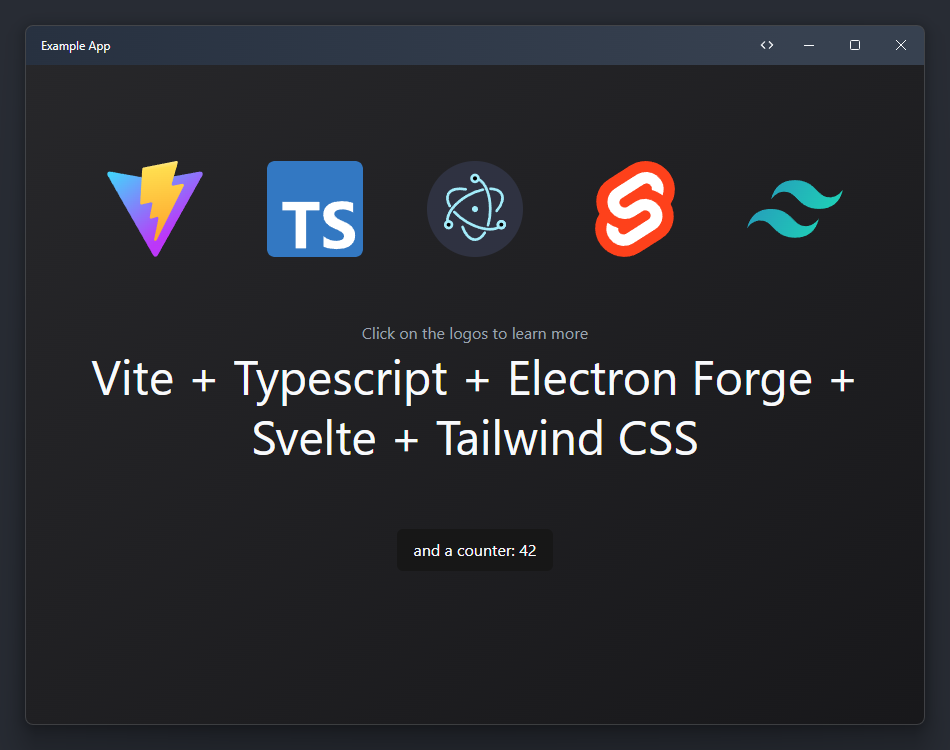 Example App
TS
Click on the logos to learn more
Vite + Typescript + Electron Forge +
Svelte + Tailwind CSS
and a counter: 42